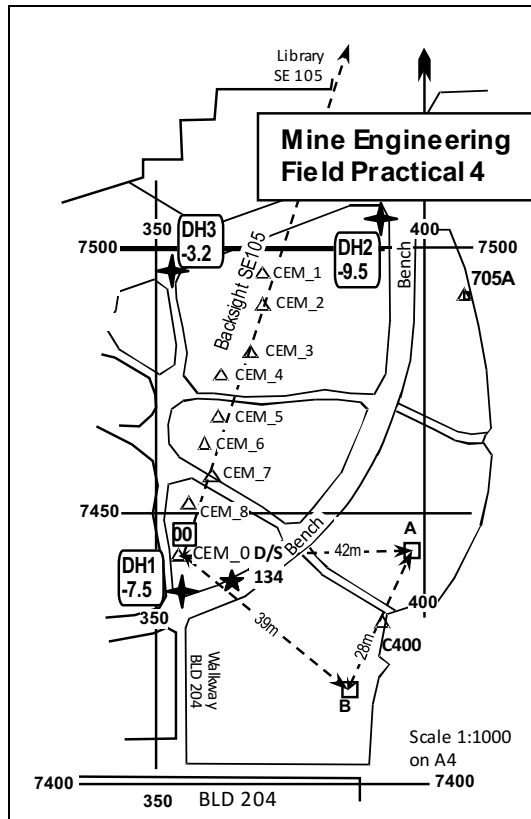 Library
SE 105
Mine Engineering
Field Practical 4
350
400
DH3
-3.2
DH2
-9.5
7500
7500
Backsight SE105
Bench
705A
CEM_1
CEM_2
CEM_3
CEM_4
CEM_5
CEM_6
CEM_7
7450
CEM_8
00
CEM_0
D/S
134
Bench
42m
A
DH1
-7.5
350
400
39m
28m
C400
Walkway
BLD 204
B
Scale 1:1000
on A4
7400
7400
350
BLD 204